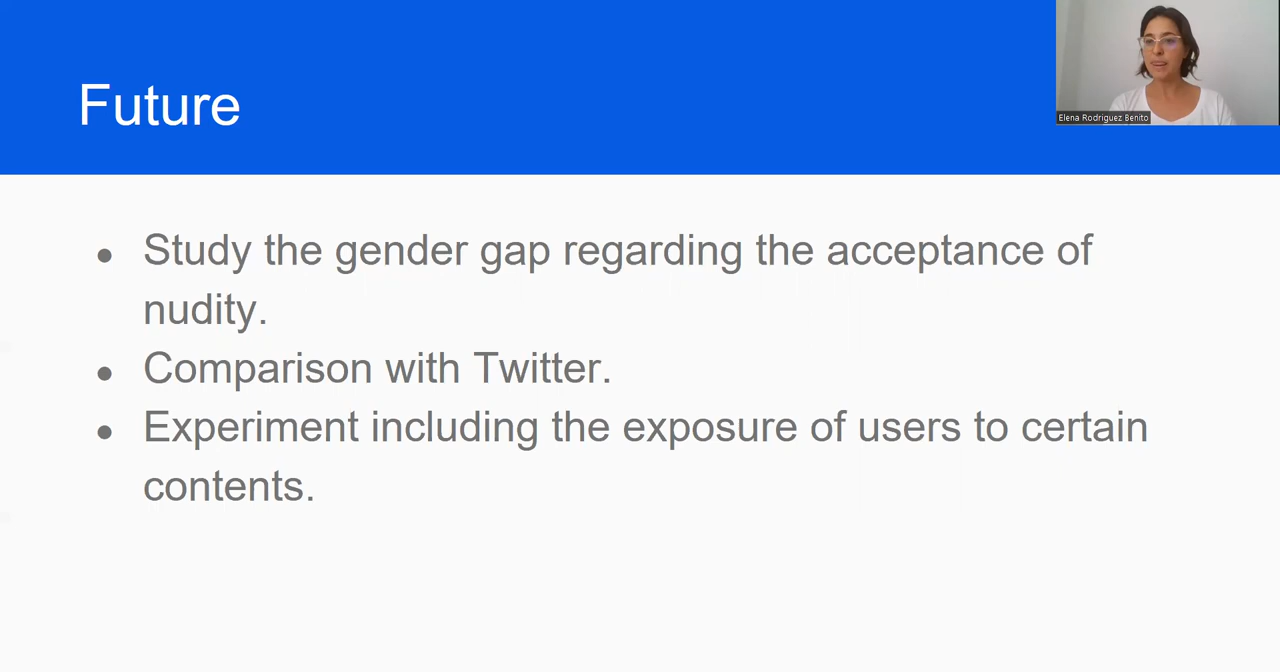 Future
Elena Rodriguez Benito
● Study the gender gap regarding the acceptance of
nudity.
● Comparison with Twitter.
● Experiment including the exposure of users to certain
contents.